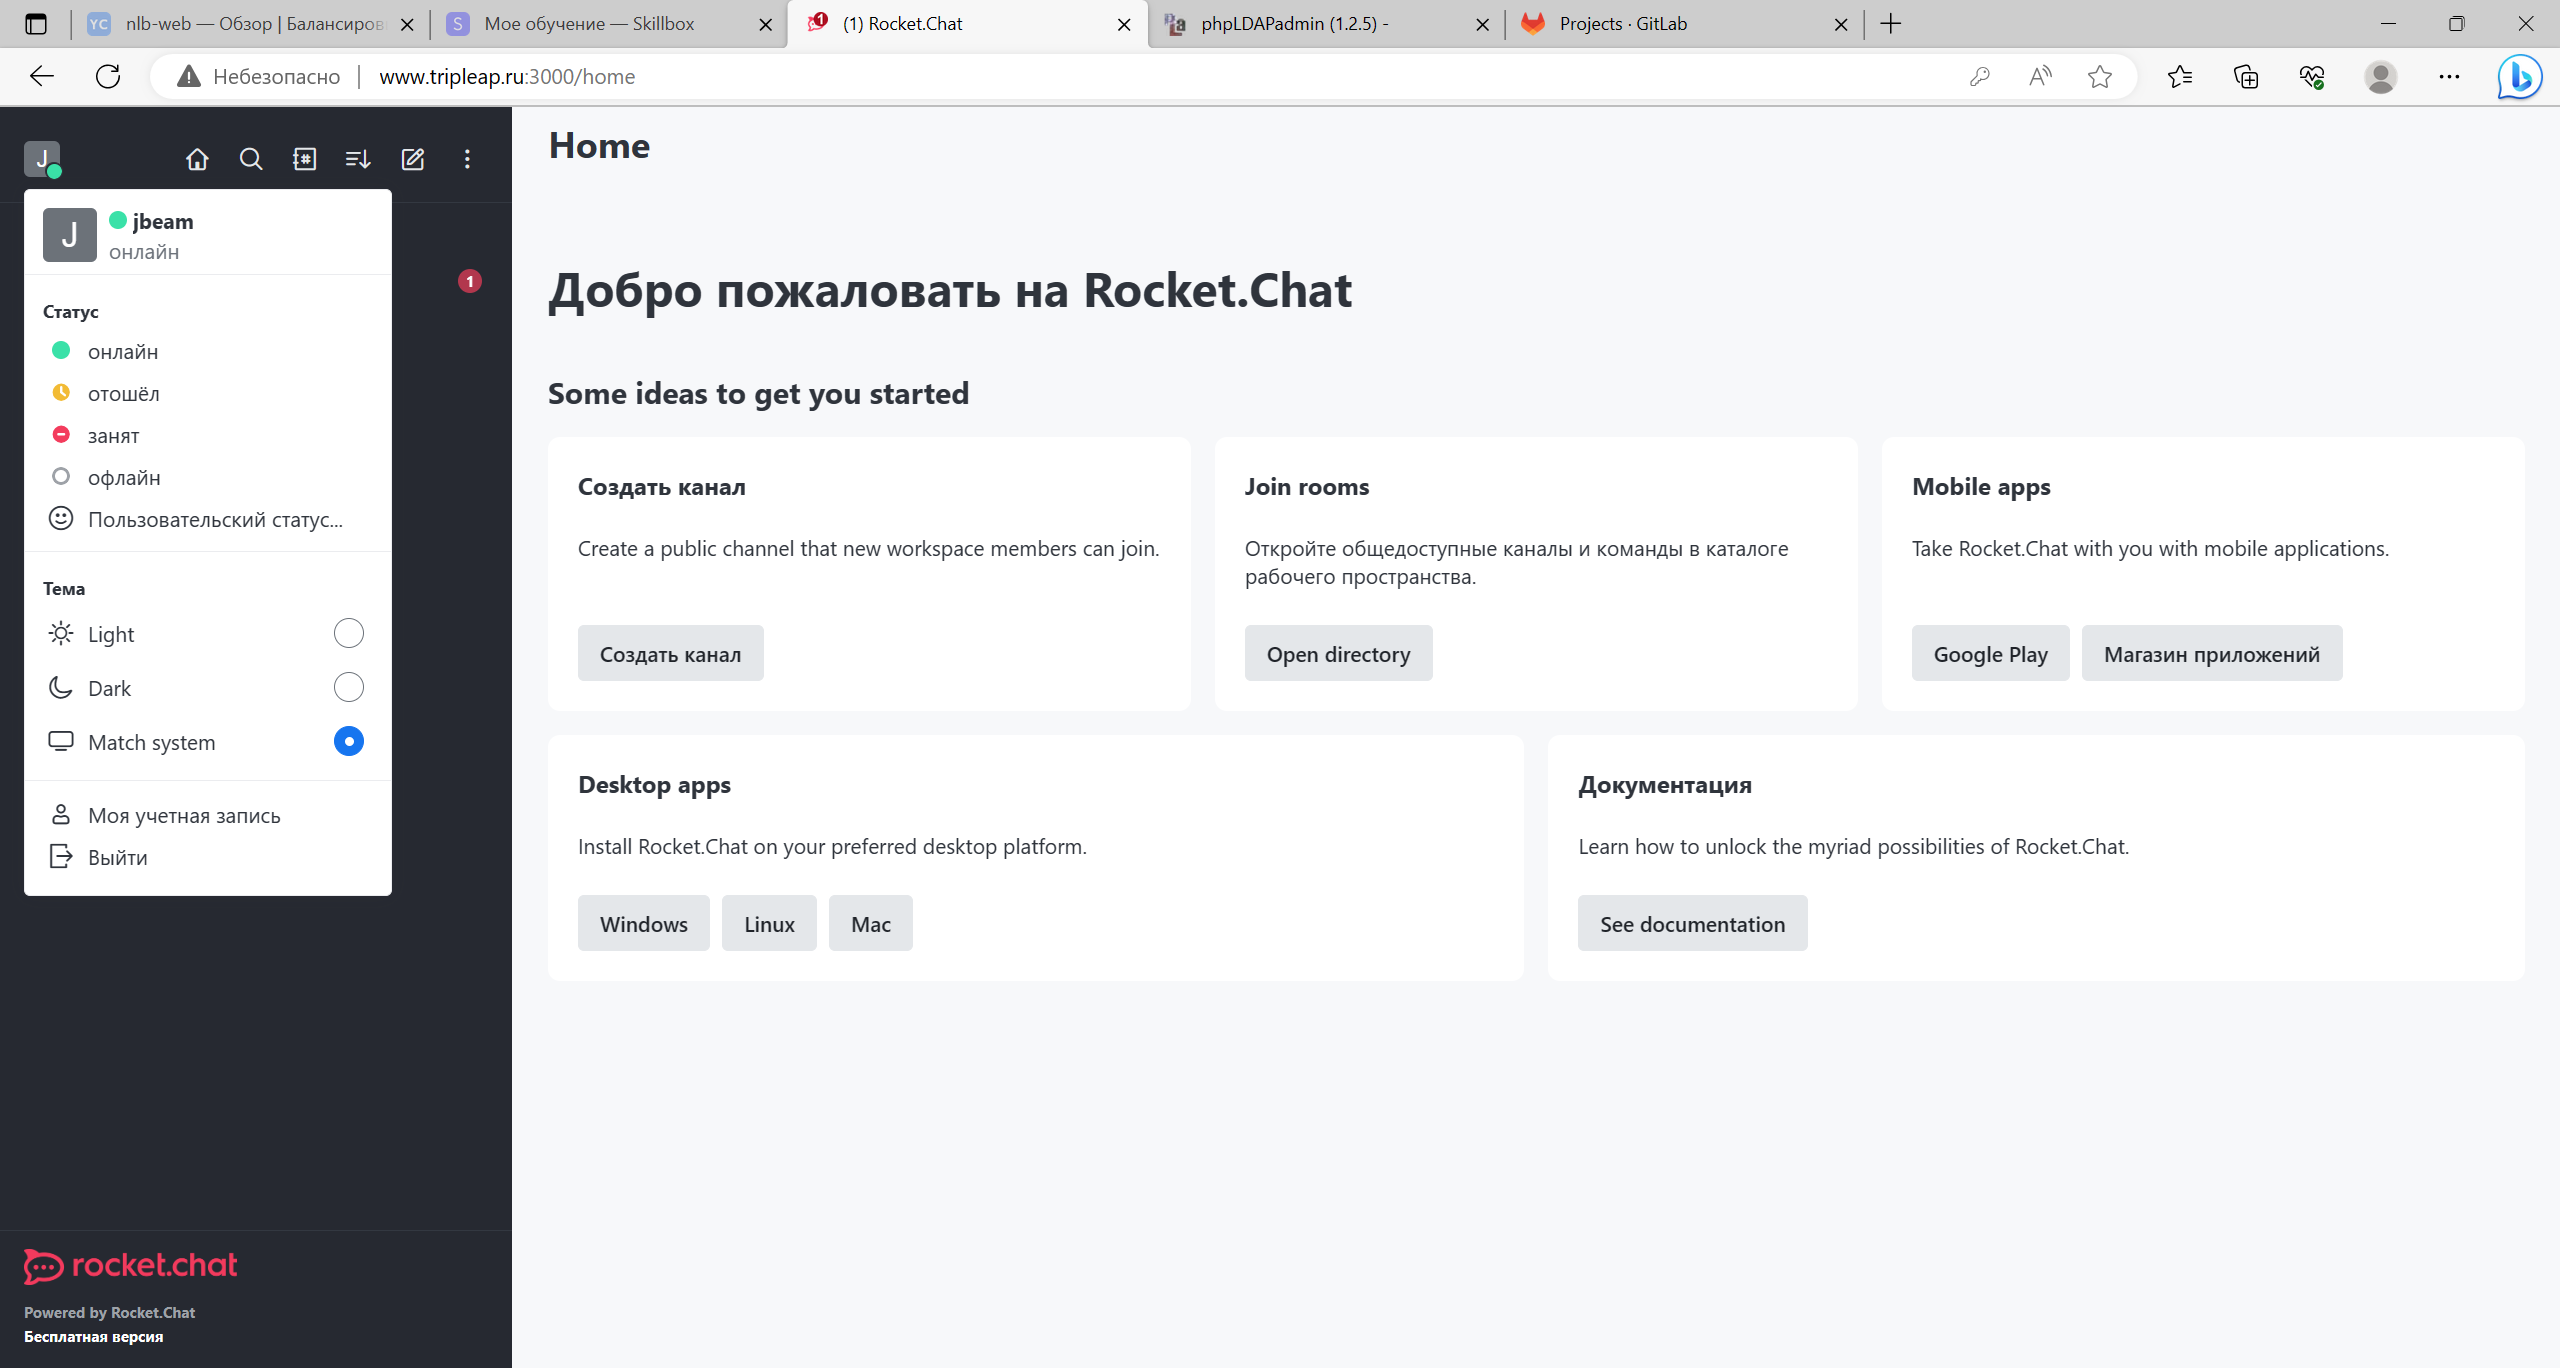 nlb-web — Обзор | Балансиров
Мое обучение — Skillbox
(1) Rocket.Chat
phpLDAPadmin (1.2.5) -
Projects · GitLab
Небезопасно
www.tripleap.ru:3000/home
J
jbeam
онлайн
1
Статус
онлайн
отошёл
занят
офлайн
Пользовательский статус...
Тема
Light
Dark
Match system
Моя учетная запись
Выйти
rocket.chat
Powered by Rocket.Chat
Бесплатная версия
Home
Добро пожаловать на Rocket.Chat
Some ideas to get you started
Создать канал
Create a public channel that new workspace members can join.
Создать канал
Join rooms
Откройте общедоступные каналы и команды в каталоге
рабочего пространства.
Open directory
Mobile apps
Take Rocket.Chat with you with mobile applications.
Google Play
Магазин приложений
Desktop apps
Install Rocket.Chat on your preferred desktop platform.
Windows
Linux
Mac
Документация
Learn how to unlock the myriad possibilities of Rocket.Chat.
See documentation